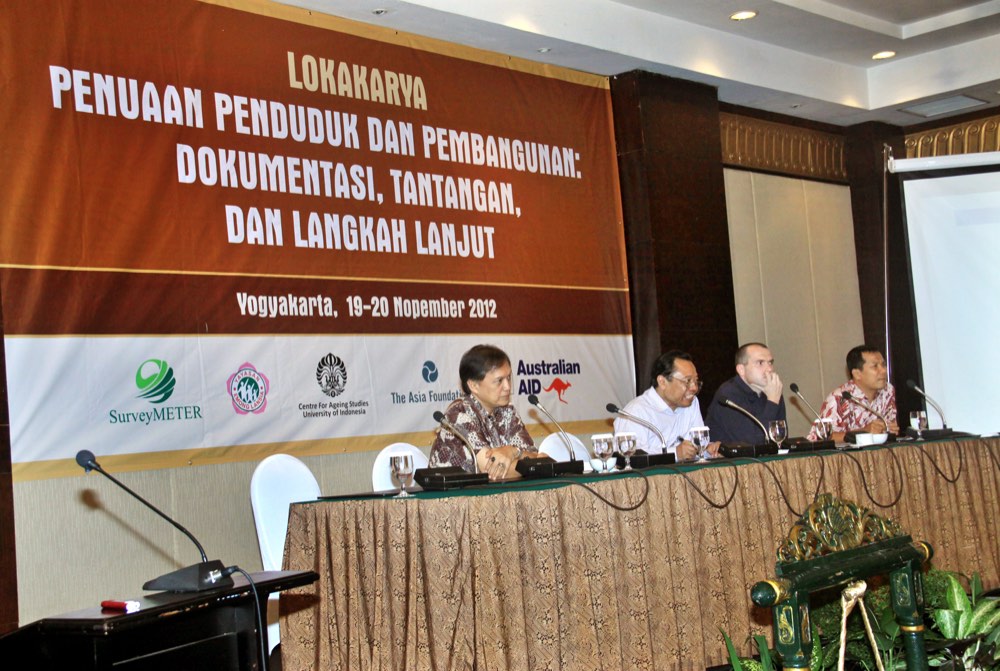 LOKAKARYA
PENUAAN PENDUDUK DAN PEMBANGUNAN:
DOKUMENTASI, TANTANGAN,
DAN LANGKAH LANJUT
Yogyakarta, 19-20 Nopember 2012
SurveyMETER
Centre For Ageing Studies
University of Indonesia
The Asia Foundatio
Australian
AID